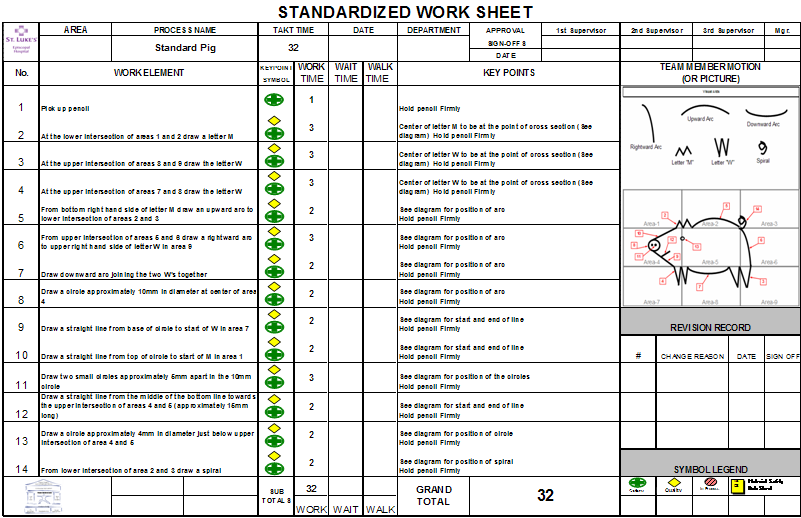 STANDARDIZED WORK SHEET
ST. LUKE'S
Episcopal
Hospital
AREA PROCESS NAME TAKT TIME DATE DEPARTMENT APPROVAL SIGN-OFFS 1st Supervisor 2nd Supervisor 3rd Supervisor Mgr.
Standard Pig 32
DATE
No. WORK ELEMENT KEYPOINT SYMBOL WORK TIME WAIT TIME WALK TIME KEY POINTS TEAM MEMBER MOTION (OR PICTURE)
1 Pick up pencil 1 Hold pencil Firmly
2 At the lower intersection of areas 1 and 2 draw a letter M 3 Center of letter M to be at the point of cross section (See
diagram) Hold pencil Firmly
3 At the upper intersection of areas 8 and 9 draw the letter W 3 Center of letter W to be at the point of cross section (See
diagram) Hold pencil Firmly
4 At the upper intersection of areas 7 and 8 draw the letter W 3 Center of letter W to be at the point of cross section (See
diagram) Hold pencil Firmly
5 From bottom right hand side of letter M draw an upward arc to
lower intersection of areas 2 and 3 2 See diagram for position of arc
Hold pencil Firmly
6 From upper intersection of areas 5 and 6 draw a rightward arc
to upper right hand side of letter W in area 9 3 See diagram for position of arc
Hold pencil Firmly
7 Draw downward arc joining the two W's together 2 See diagram for position of arc
Hold pencil Firmly
8 Draw a circle approximately 10mm in diameter at center of area
4 2 See diagram for position of arc
Hold pencil Firmly
9 Draw a straight line from base of circle to start of W in area 7 2 See diagram for start and end of line
Hold pencil Firmly
10 Draw a straight line from top of circle to start of M in area 1 2 See diagram for start and end of line
Hold pencil Firmly
11 Draw two small circles approximately 5mm apart in the 10mm
circle 3 See diagram for position of the circles
Hold pencil Firmly
12 Draw a straight line from the middle of the bottom line towards
the upper intersection of areas 4 and 5 (approximately 15mm
long) 2 See diagram for start and end of line
Hold pencil Firmly
13 Draw a circle approximately 4mm in diameter just below upper
intersection of area 4 and 5 2 See diagram for position of circle
Hold pencil Firmly
14 From lower intersection of area 2 and 3 draw a spiral 2 See diagram for position of spiral
Hold pencil Firmly
SUB TOTALS 32 WORK WAIT WALK GRAND TOTAL 32
Upward Arc
Downward Arc
Rightward Arc
Letter "M" Letter "W" Spiral
Area-1 Area-2 Area-3
Area-4 Area-5 Area-6
Area-7 Area-8 Area-9
REVISION RECORD
# CHANGE REASON DATE SIGN OFF
SYMBOL LEGEND
Quality